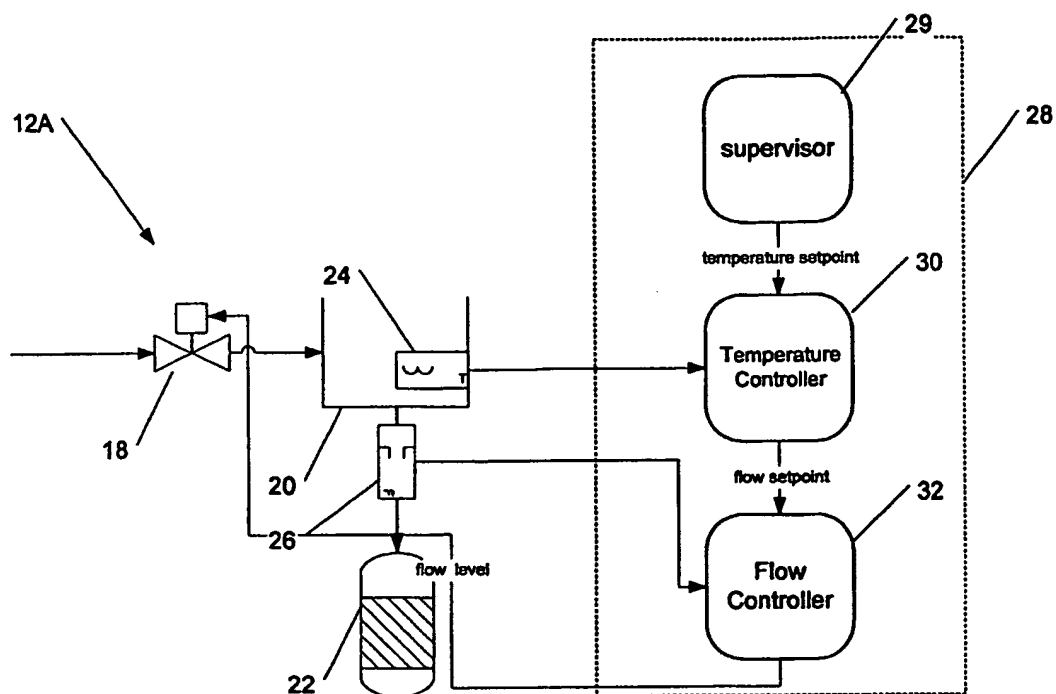 29
12A
28
supervisor
temperature setpoint
24
30
T
Temperature
Controller
18
20
flow setpoint
32
26
flow level
Flow
Controller
22